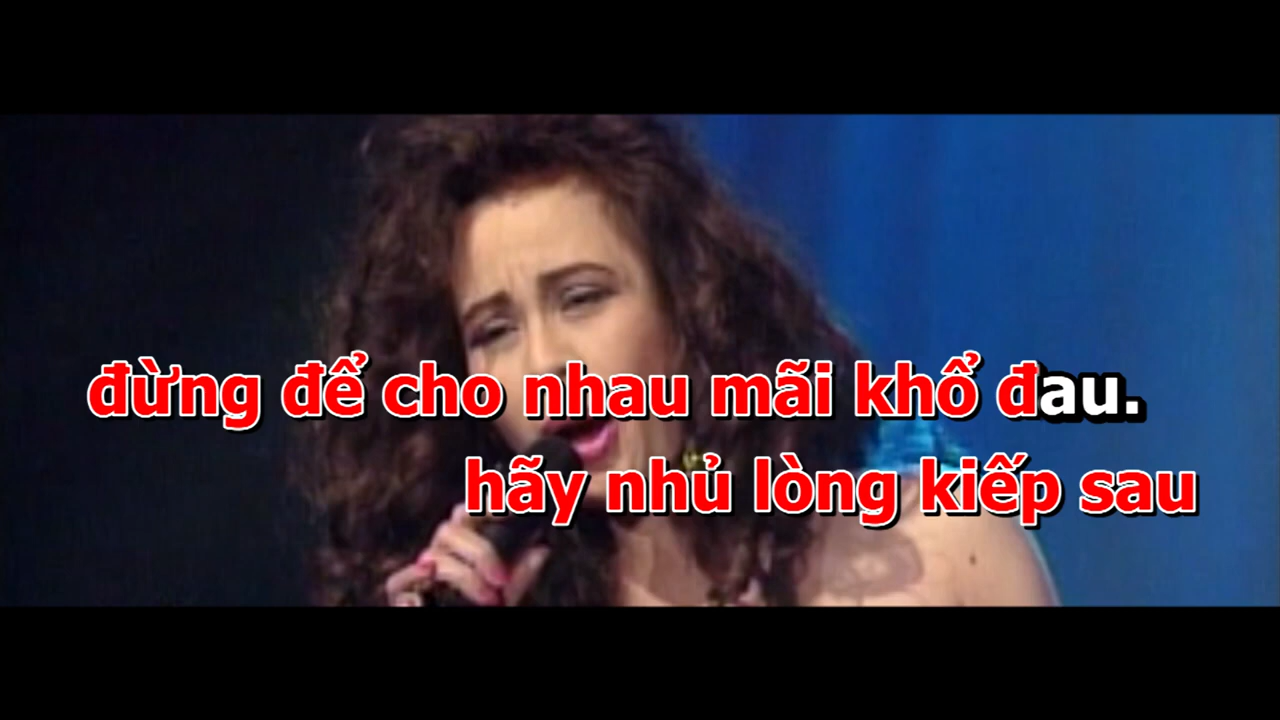 đừng để cho nhau mãi khổ đau.
hãy nhủ lòng kiếp sau